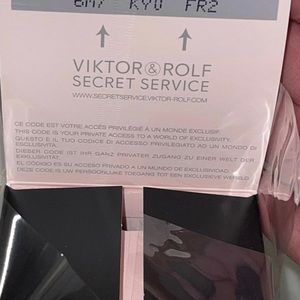 6M7 KYU FR2
VIKTOR&ROLF
SECRET SERVICE
WWW.SECRETSERVICE.VIKTOR-ROLF.COM
CE CODE EST VOTRE ACCÈS PRIVILÉGIÉ À UN MONDE EXCLUSIF.
THIS CODE IS YOUR PRIVATE ACCESS TO A WORLD OF EXCLUSIVITY.
QUESTO È IL TUO CODICE DI ACCESSO PRIVILEGIATO AD UN MONDO DI
ESCLUSIVITÀ.
DIESER CODE IST IHR GANZ PRIVATER ZUGANG ZU EINER WELT DER
EXKLUSIVITÄT.
EL CÓDIGO ES SU ACCESO PRIVADO A UN MUNDO DE EXCLUSIVIDAD.
DEZE CODE IS UW PERSOONLIJKE TOEGANG TOT EEN EXCLUSIEVE WERELD.